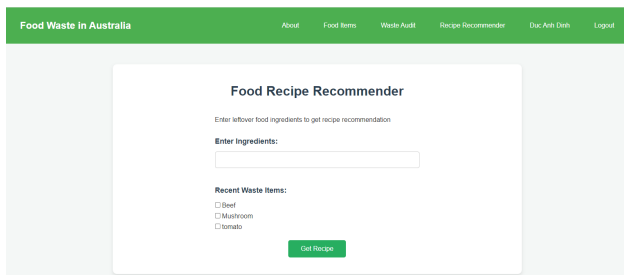 Food Waste in Australia About Food Items Waste Audit Recipe Recommender Duc Anh Dinh Logout
Food Recipe Recommender
Enter leftover food ingredients to get recipe recommendation
Enter Ingredients:
Recent Waste Items:
Beef
Mushroom
tomato
Get Recipe